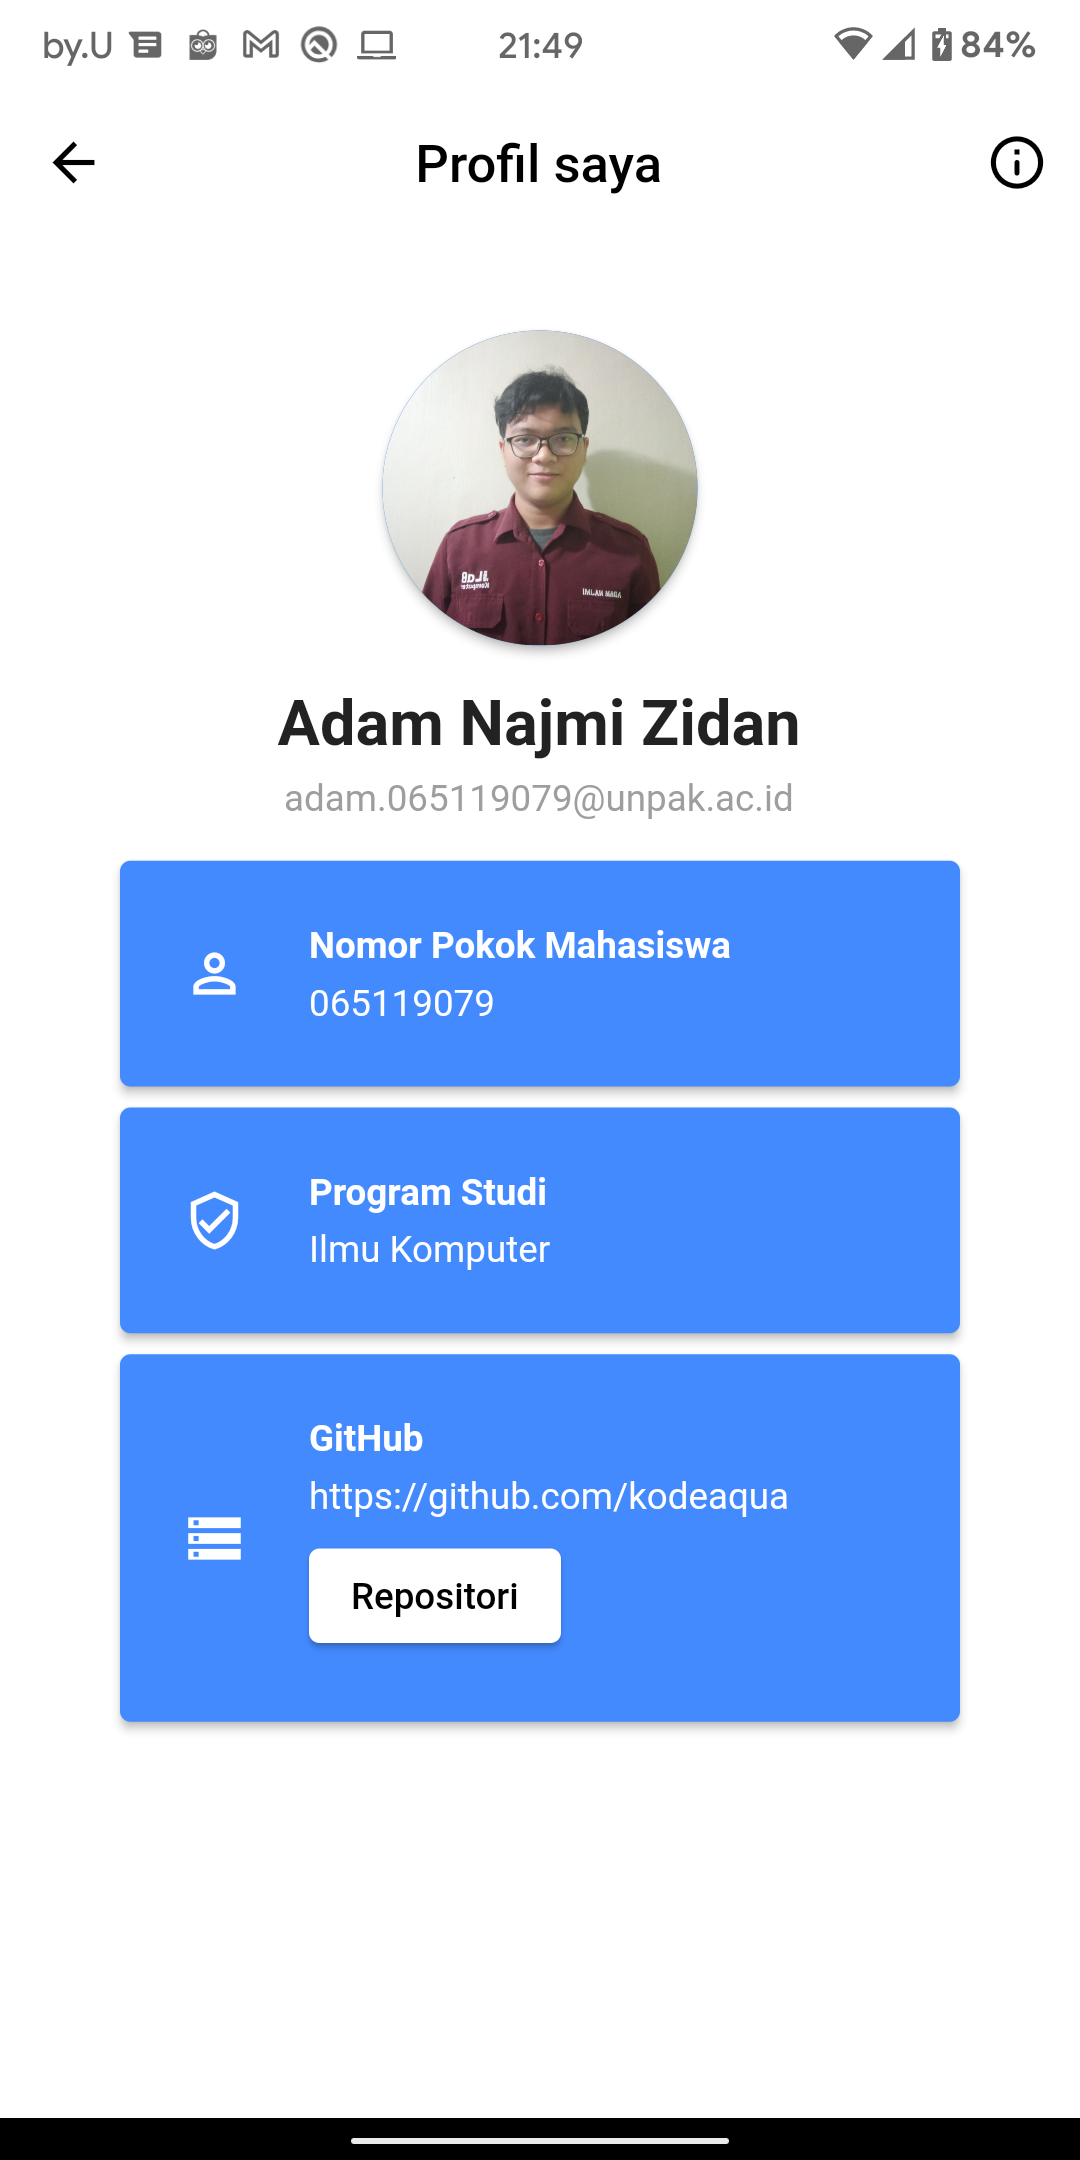 by.U 21:49 84%
Profil saya
Adam Najmi Zidan
adam.065119079@unpak.ac.id
Nomor Pokok Mahasiswa
065119079
Program Studi
Ilmu Komputer
GitHub
https://github.com/kodeaqua
Repositori